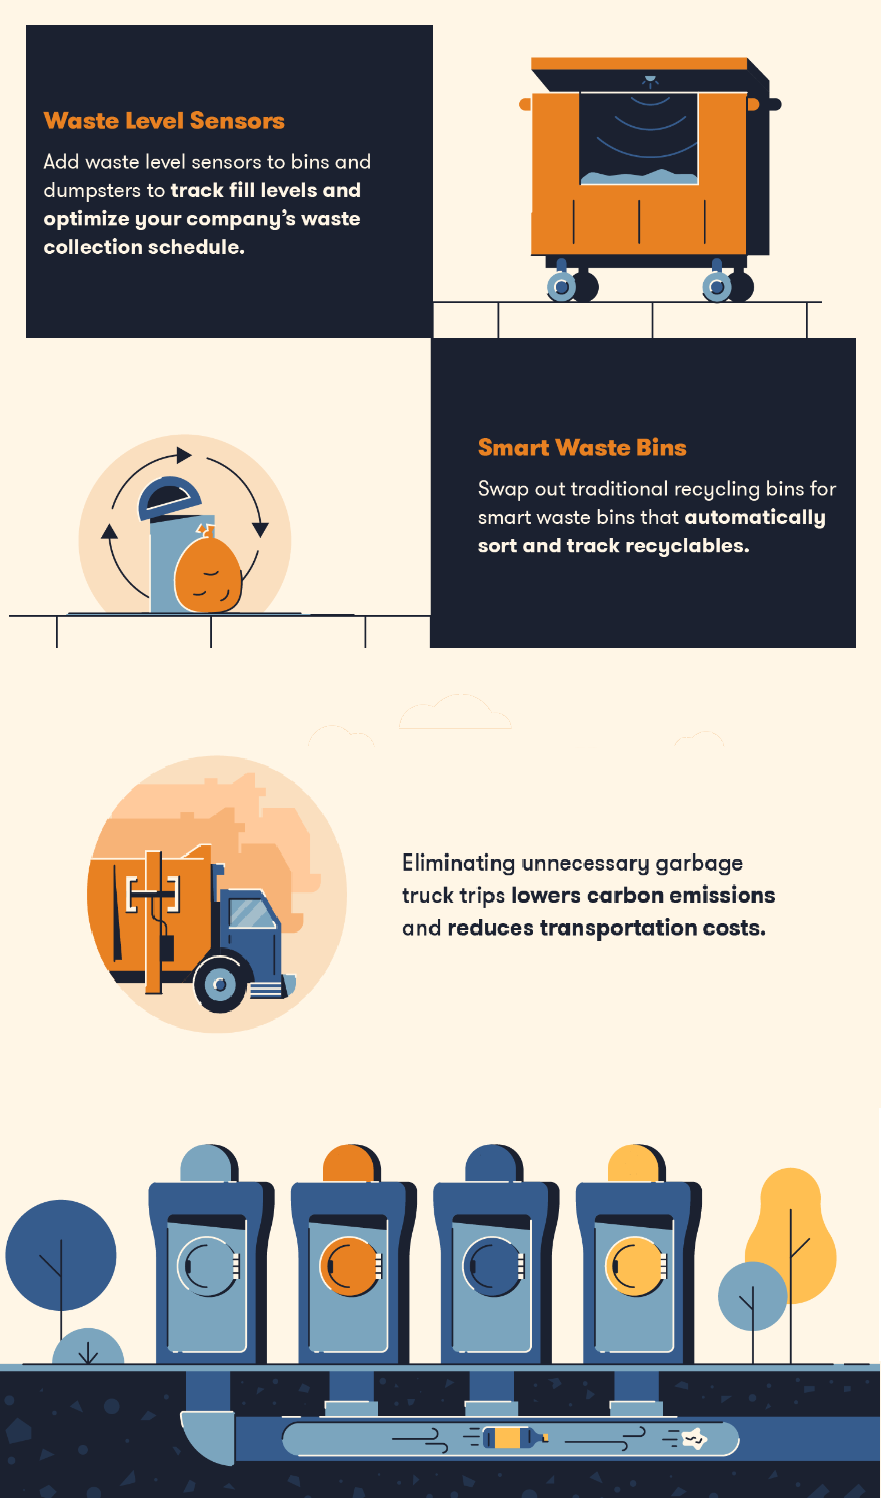 Waste Level Sensors
Add waste level sensors to bins and
dumpsters to track fill levels and
optimize your company's waste
collection schedule.
Smart Waste Bins
Swap out traditional recycling bins for
smart waste bins that automatically
sort and track recyclables.
Eliminating unnecessary garbage
truck trips lowers carbon emissions
and reduces transportation costs.